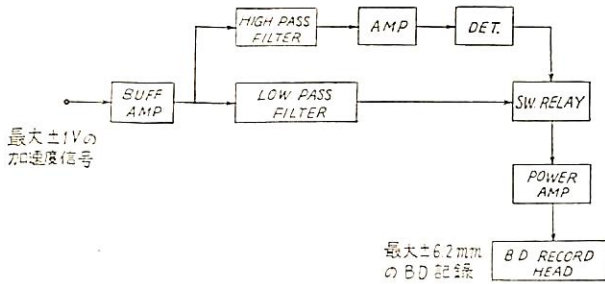 HIGH PASS
FILTER
AMP
DET.
BUFF
AMP
LOW PASS
FILTER
SW. RELAY
最大±1Vの
加速度信号
POWER
AMP
最大±6.2mm
のBD記録
BD RECORD
HEAD